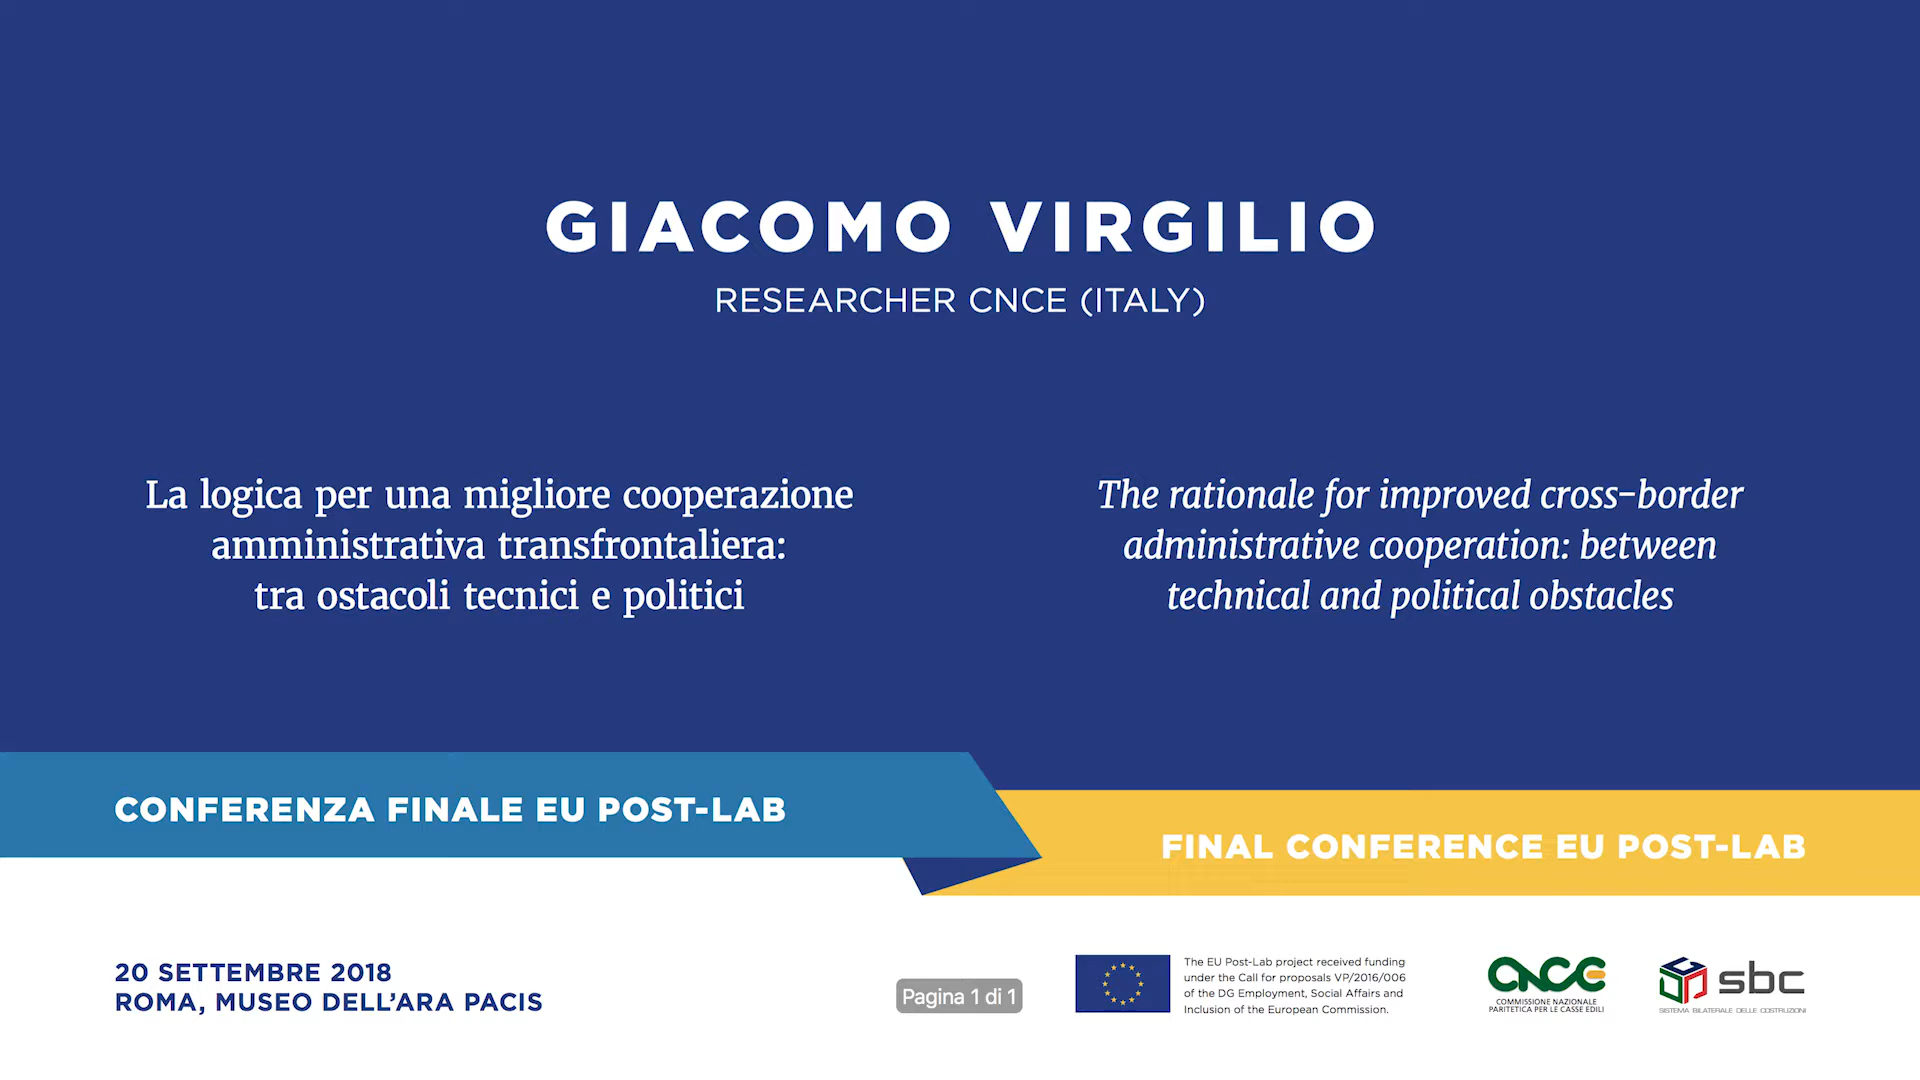 GIACOMO VIRGILIO
RESEARCHER CNCE (ITALY)
La logica per una migliore cooperazione
amministrativa transfrontaliera:
tra ostacoli tecnici e politici
The rationale for improved cross-border
administrative cooperation: between
technical and political obstacles
CONFERENZA FINALE EU POST-LAB
FINAL CONFERENCE EU POST-LAB
20 SETTEMBRE 2018
ROMA, MUSEO DELL'ARA PACIS
Pagina 1 di 1
The EU Post-Lab project received funding
under the Call for proposals VP/2016/006
of the DG Employment, Social Affairs and
Inclusion of the European Commission.
CNCE
COMMISSIONE NAZIONALE
PARITETICA PER LE CASSE EDILI
sbc
SISTEMA BILATERALE DELLE COSTRUZIONI